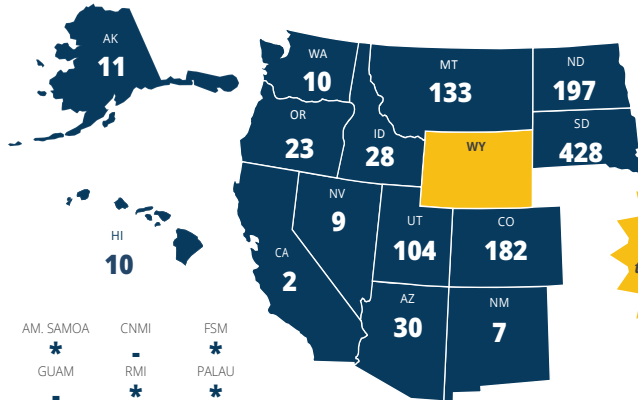 AK
11
WA
10
MT
133
ND
197
OR
23
ID
28
SD
428
WY
NV
9
UT
104
CO
182
HI
10
CA
2
AZ
30
NM
7
AM. SAMOA CNMI FSM
* - *
GUAM RMI PALAU
- * *